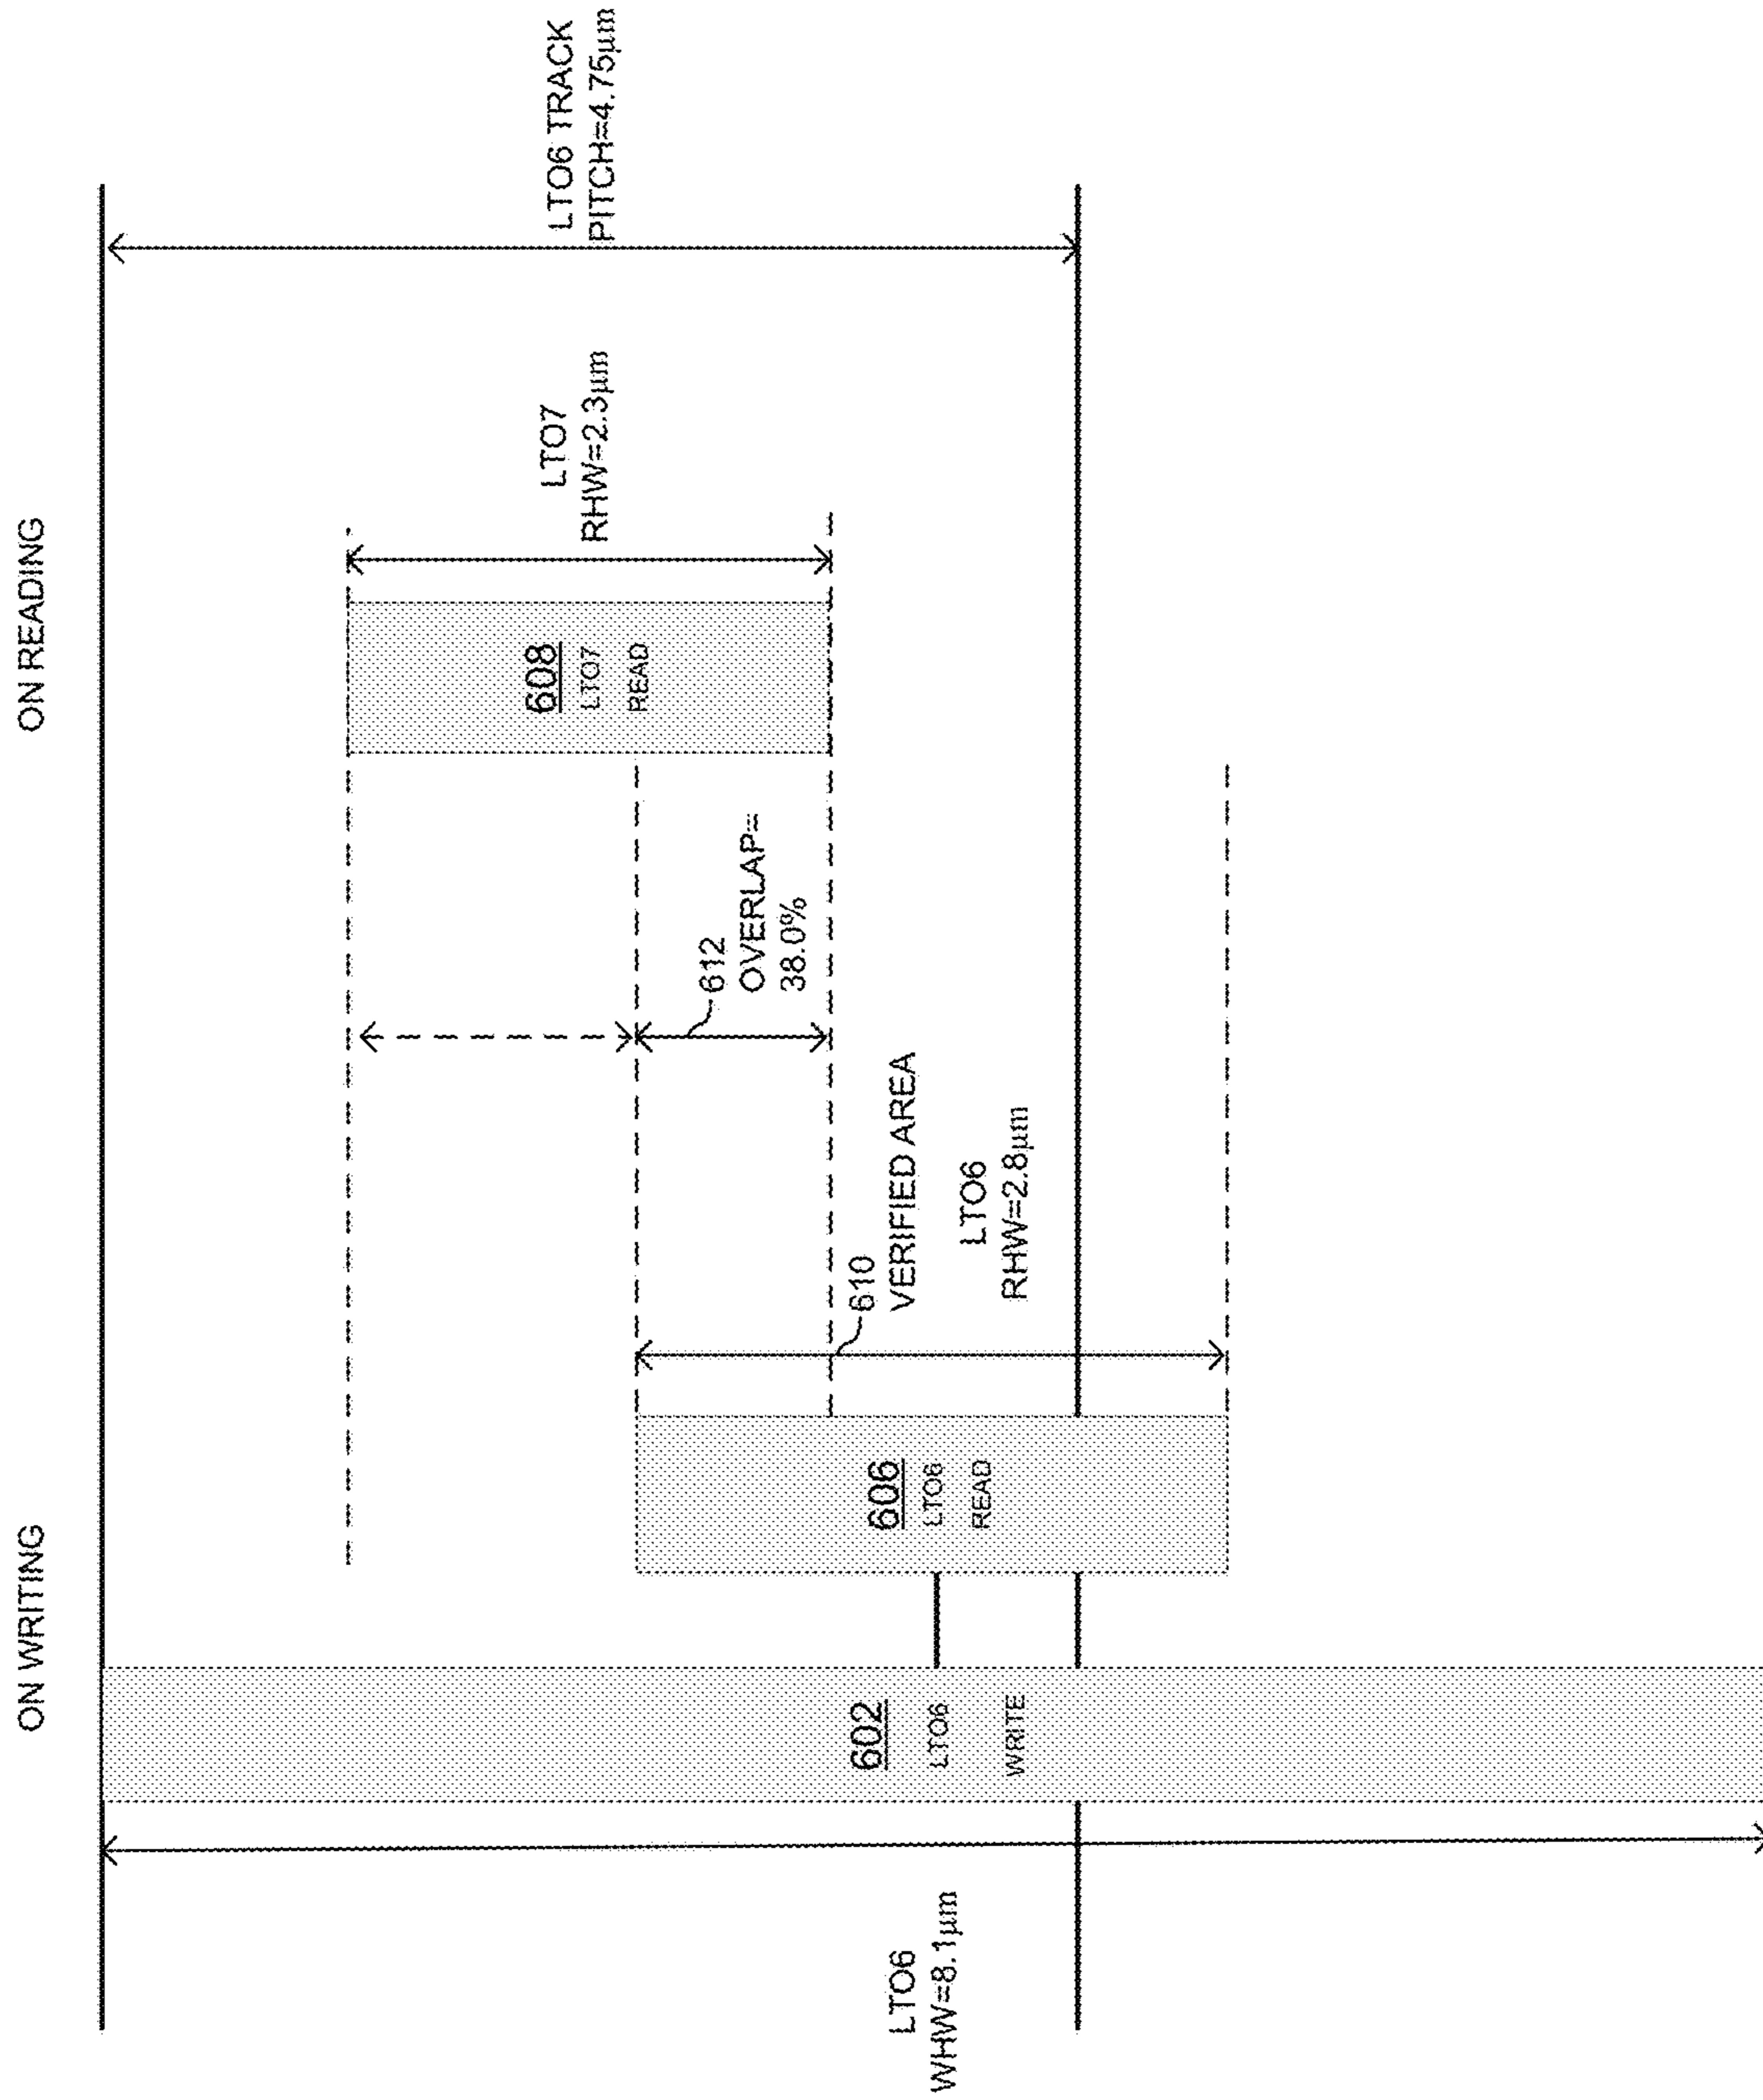 ON WRITING
ON READING
LTO6
WHW=8.1µm
602
LTO6
WRITE
606
LTO6
READ
610
VERIFIED AREA
LTO6
RHW=2.8µm
612
OVERLAP=
38.0%
608
LTO7
READ
LTO7
RHW=2.3µm
LTO6 TRACK
PITCH=4.75µm